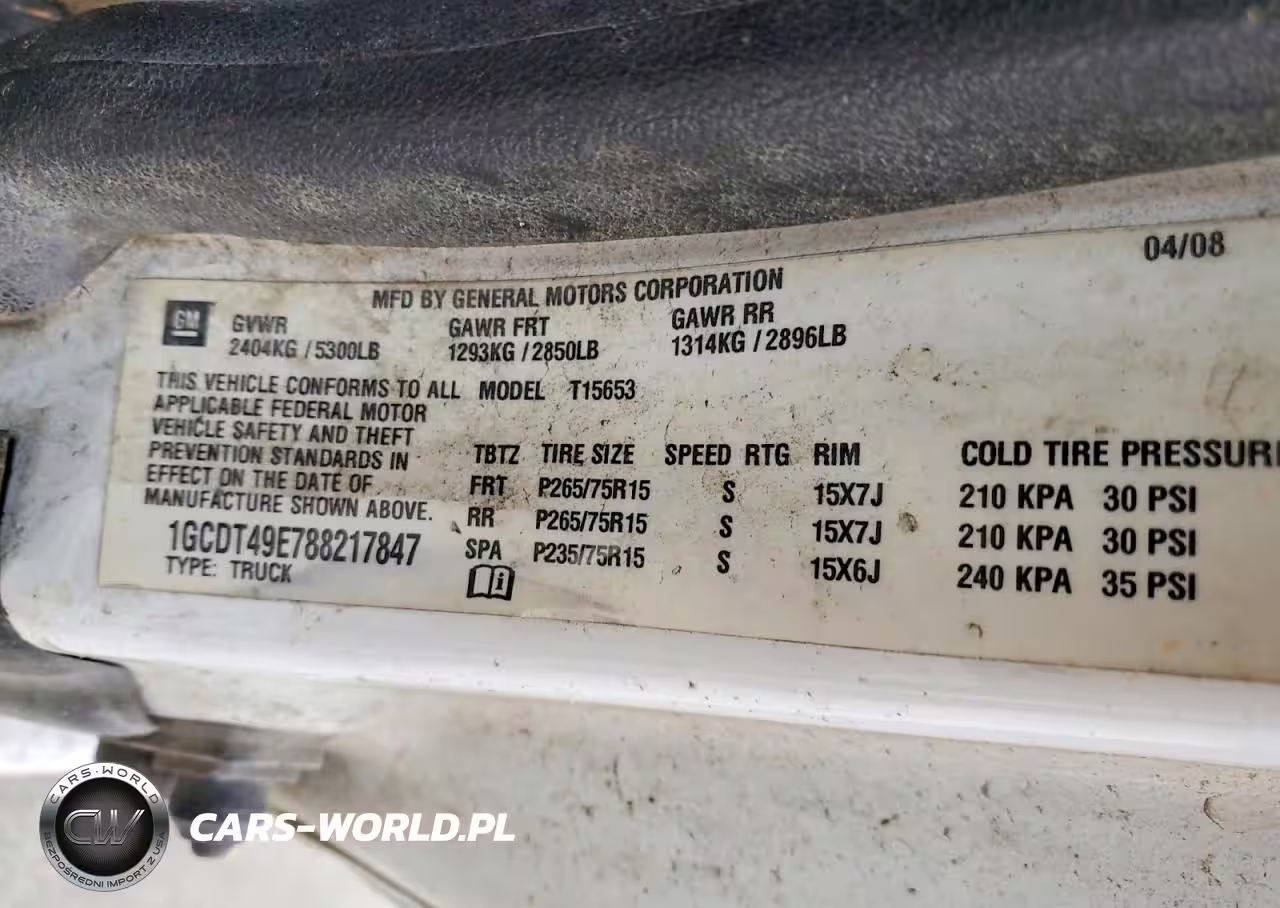 04/08
MFD BY GENERAL MOTORS CORPORATION
GM
GVWR GAWR FRT GAWR RR
2404KG / 5300LB 1293KG / 2850LB 1314KG / 2896LB
THIS VEHICLE CONFORMS TO ALL MODEL T15653
APPLICABLE FEDERAL MOTOR
VEHICLE SAFETY AND THEFT
PREVENTION STANDARDS IN
EFFECT ON THE DATE OF
MANUFACTURE SHOWN ABOVE.
1GCDT49E788217847
TYPE: TRUCK
TBTZ TIRE SIZE SPEED RTG RIM COLD TIRE PRESSURE
FRT P265/75R15 S 15X7J 210 KPA 30 PSI
RR P265/75R15 S 15X7J 210 KPA 30 PSI
SPA P235/75R15 S 15X6J 240 KPA 35 PSI
CARS-WORLD
CW
BEZPOŚREDNI IMPORT Z USA
CARS-WORLD.PL